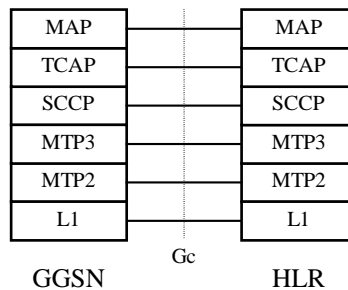 MAP MAP
TCAP TCAP
SCCP SCCP
MTP3 MTP3
MTP2 MTP2
L1 L1
Gc
GGSN HLR